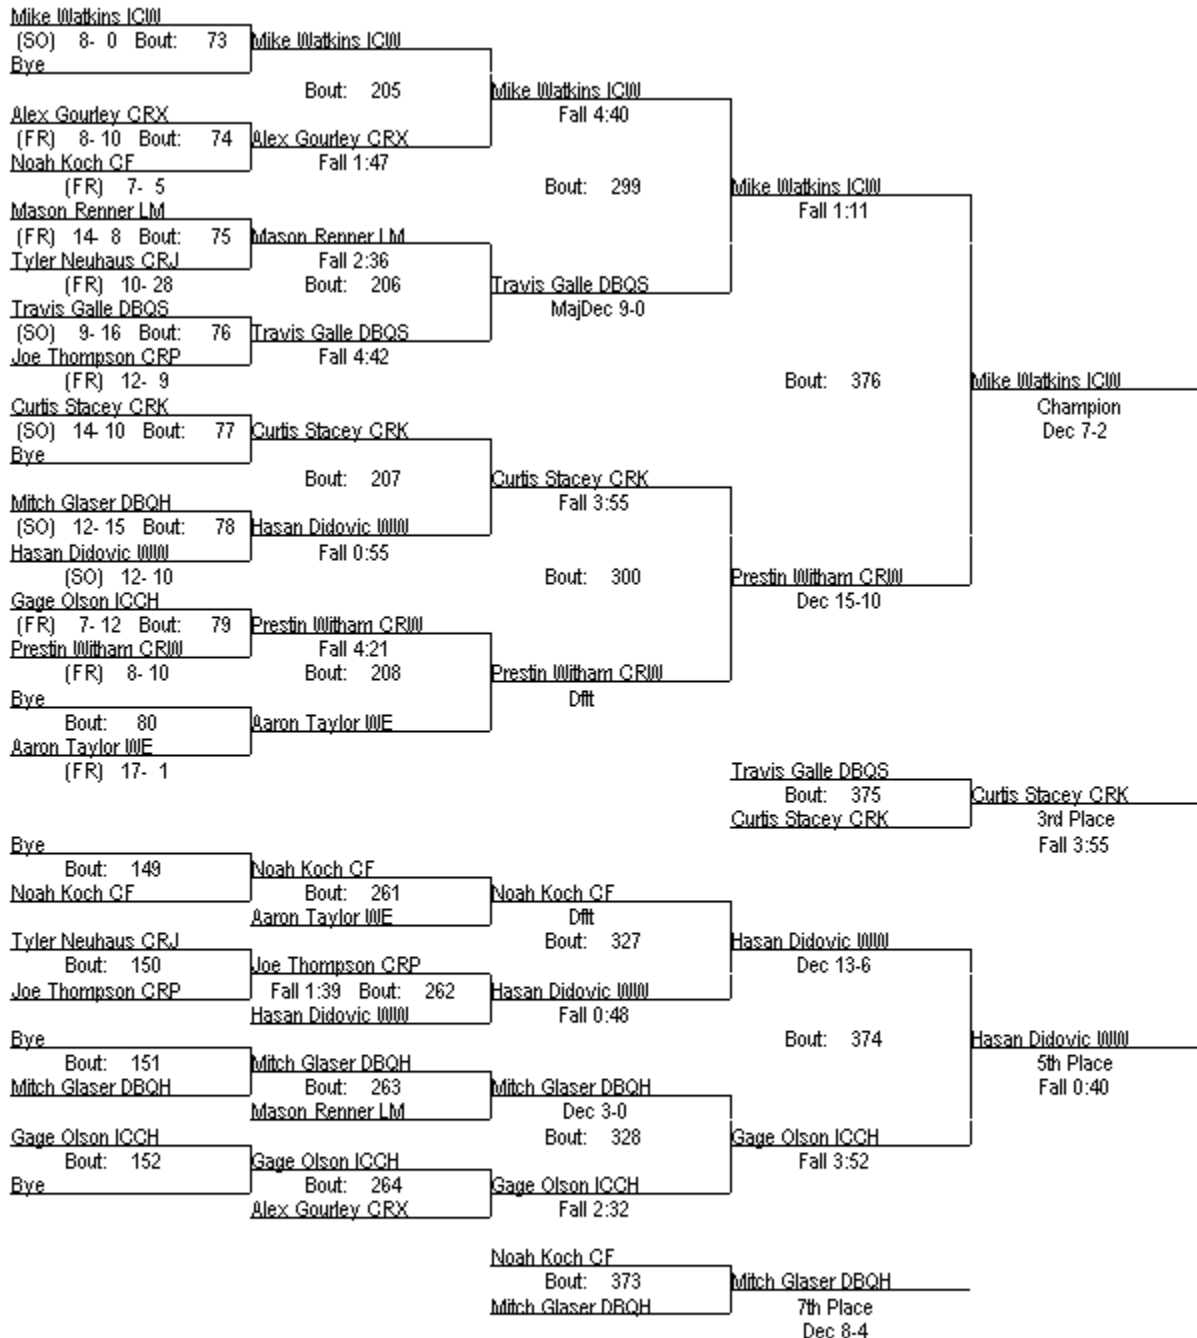 Mike Watkins ICW
(SO) 8- 0 Bout: 73 Mike Watkins ICW
Bye
Bout: 205 Mike Watkins ICW
Alex Gourley CRX Fall 4:40
(FR) 8- 10 Bout: 74 Alex Gourley CRX
Noah Koch CF Fall 1:47
(FR) 7- 5 Bout: 299 Mike Watkins ICW
Mason Renner LM Fall 1:11
(FR) 14- 8 Bout: 75 Mason Renner LM
Tyler Neuhaus CRJ Fall 2:36
(FR) 10- 28 Bout: 206 Travis Galle DBQS
Travis Galle DBQS MajDec 9-0
(SO) 9- 16 Bout: 76 Travis Galle DBQS
Joe Thompson CRP Fall 4:42
(FR) 12- 9 Bout: 376 Mike Watkins ICW
Curtis Stacey CRK Champion
(SO) 14- 10 Bout: 77 Curtis Stacey CRK Dec 7-2
Bye
Bout: 207 Curtis Stacey CRK
Mitch Glaser DBQH Fall 3:55
(SO) 12- 15 Bout: 78 Hasan Didovic WW
Hasan Didovic WW Fall 0:55
(SO) 12- 10 Bout: 300 Prestin Witham CRW
Gage Olson ICCH Dec 15-10
(FR) 7- 12 Bout: 79 Prestin Witham CRW
Prestin Witham CRW Fall 4:21
(FR) 8- 10 Bout: 208 Prestin Witham CRW
Bye Dftt
Bout: 80 Aaron Taylor WE
Aaron Taylor WE
(FR) 17- 1 Travis Galle DBQS
Bout: 375 Curtis Stacey CRK
Curtis Stacey CRK 3rd Place
Bye Fall 3:55
Bout: 149 Noah Koch CF
Noah Koch CF Bout: 261 Noah Koch CF
Aaron Taylor WE Dftt
Tyler Neuhaus CRJ Bout: 327 Hasan Didovic WW
Bout: 150 Joe Thompson CRP Dec 13-6
Joe Thompson CRP Fall 1:39 Bout: 262 Hasan Didovic WW
Hasan Didovic WW Fall 0:48
Bye Bout: 374 Hasan Didovic WW
Bout: 151 Mitch Glaser DBQH 5th Place
Mitch Glaser DBQH Bout: 263 Mitch Glaser DBQH Fall 0:40
Mason Renner LM Dec 3-0
Gage Olson ICCH Bout: 328 Gage Olson ICCH
Bout: 152 Gage Olson ICCH Fall 3:52
Bye Bout: 264 Gage Olson ICCH
Alex Gourley CRX Fall 2:32
Noah Koch CF
Bout: 373 Mitch Glaser DBQH
Mitch Glaser DBQH 7th Place
Dec 8-4